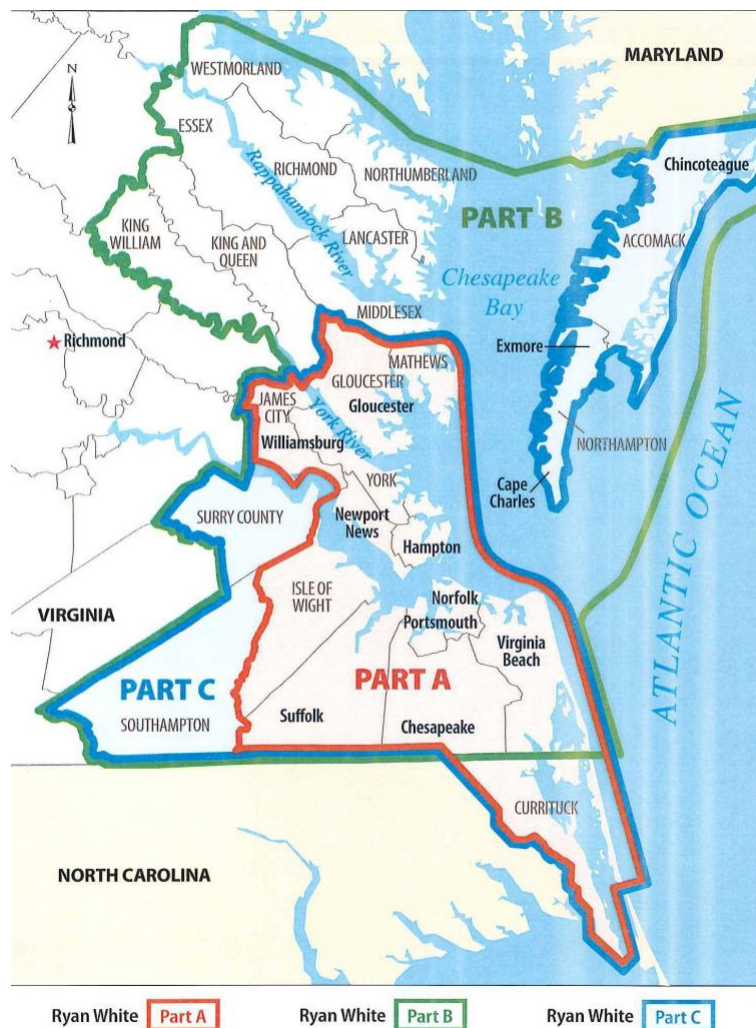 MARYLAND
N
WESTMORLAND
ESSEX
Chincoteague
RICHMOND
NORTHUMBERLAND
Rappahannock River
PART B
KING
WILLIAM
KING AND
QUEEN
LANCASTER
ACCOMACK
Chesapeake
Bay
MIDDLESEX
Richmond
Exmore
MATHEWS
GLOUCESTER
JAMES
CITY
Gloucester
York River
Williamsburg
NORTHAMPTON
YORK
Cape
Charles
SURRY COUNTY
Newport
News
Hampton
ATLANTIC OCEAN
ISLE OF
WIGHT
Norfolk
VIRGINIA
Portsmouth
Virginia
Beach
PART C
PART A
SOUTHAMPTON
Suffolk
Chesapeake
CURRITUCK
NORTH CAROLINA
Ryan White Part A
Ryan White Part B
Ryan White Part C